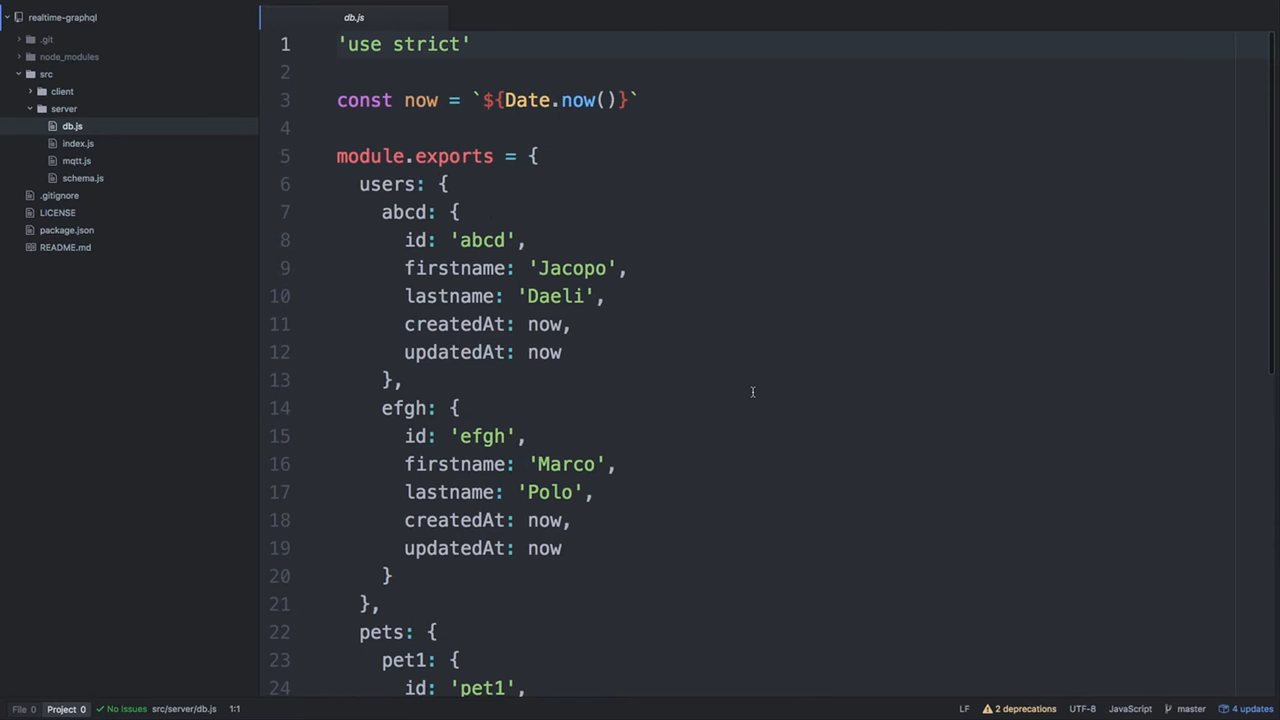 realtime-graphql
.git
node_modules
src
client
server
db.js
index.js
mqtt.js
schema.js
.gitignore
LICENSE
package.json
README.md
db.js
1 'use strict'
2
3 const now = `${Date.now()}`
4
5 module.exports = {
6 users: {
7 abcd: {
8 id: 'abcd',
9 firstname: 'Jacopo',
10 lastname: 'Daeli',
11 createdAt: now,
12 updatedAt: now
13 },
14 efgh: {
15 id: 'efgh',
16 firstname: 'Marco',
17 lastname: 'Polo',
18 createdAt: now,
19 updatedAt: now
20 }
21 },
22 pets: {
23 pet1: {
24 id: 'pet1',
File 0 Project 0 No issues src/server/db.js 1:1 LF 2 deprecations UTF-8 JavaScript master 4 updates